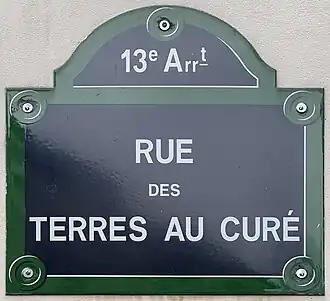 13e Arrt
RUE
DES
TERRES AU CURÉ